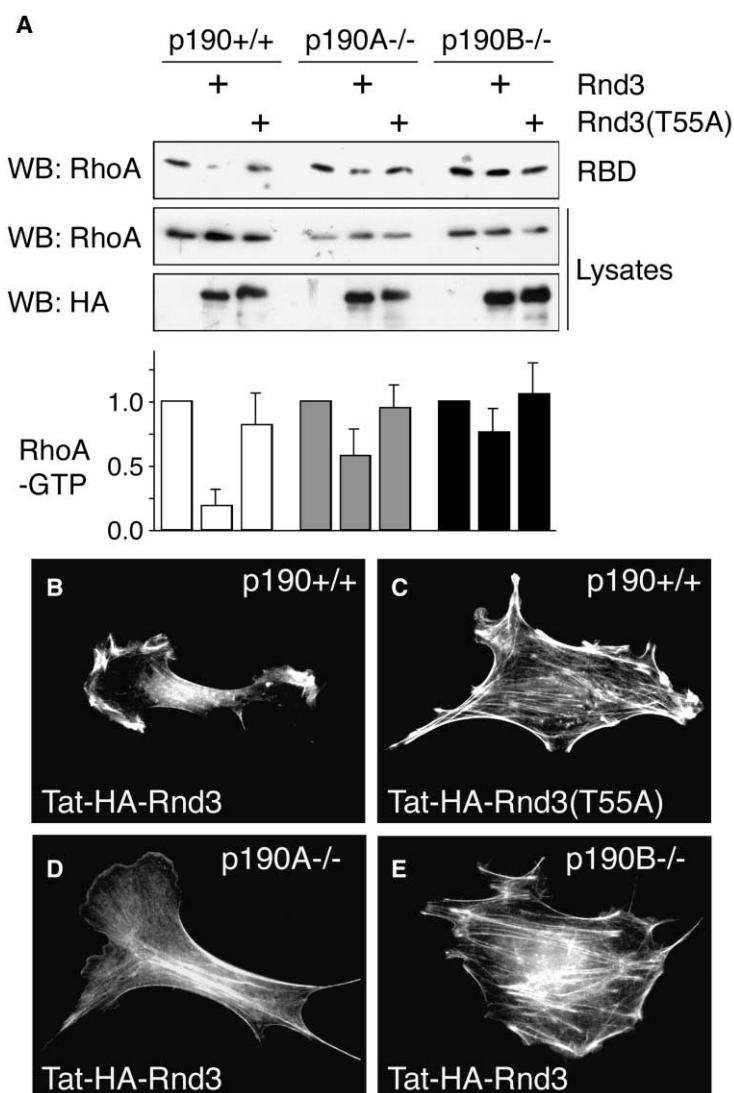 A
p190+/+ p190A-/- p190B-/-
+ + + Rnd3
+ + + Rnd3(T55A)
WB: RhoA RBD
WB: RhoA
Lysates
WB: HA
1.0
RhoA
-GTP
0.5
0.0
B p190+/+
Tat-HA-Rnd3
C p190+/+
Tat-HA-Rnd3(T55A)
D p190A-/-
Tat-HA-Rnd3
E p190B-/-
Tat-HA-Rnd3